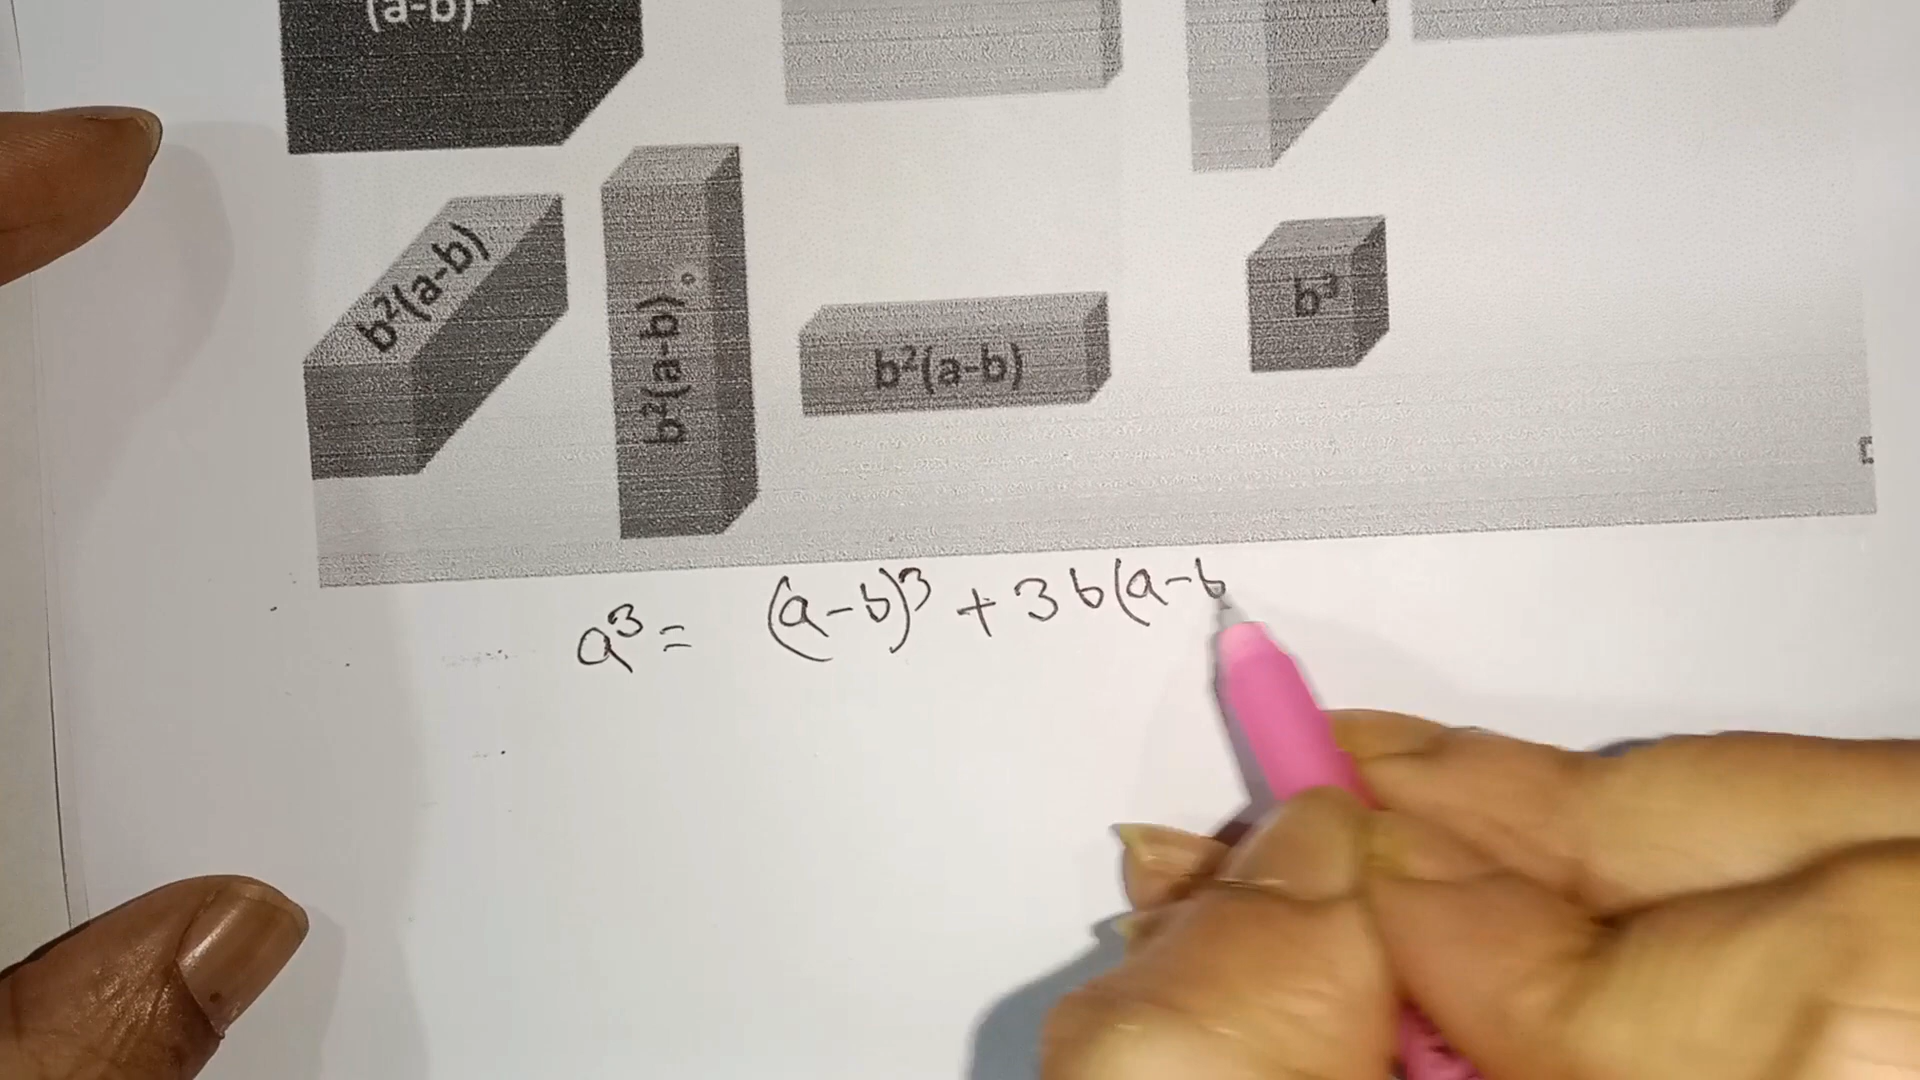 (a-b)³
b²(a-b)
b²(a-b)
b²(a-b)
b³
a³ = (a-b)³ + 3b(a-b